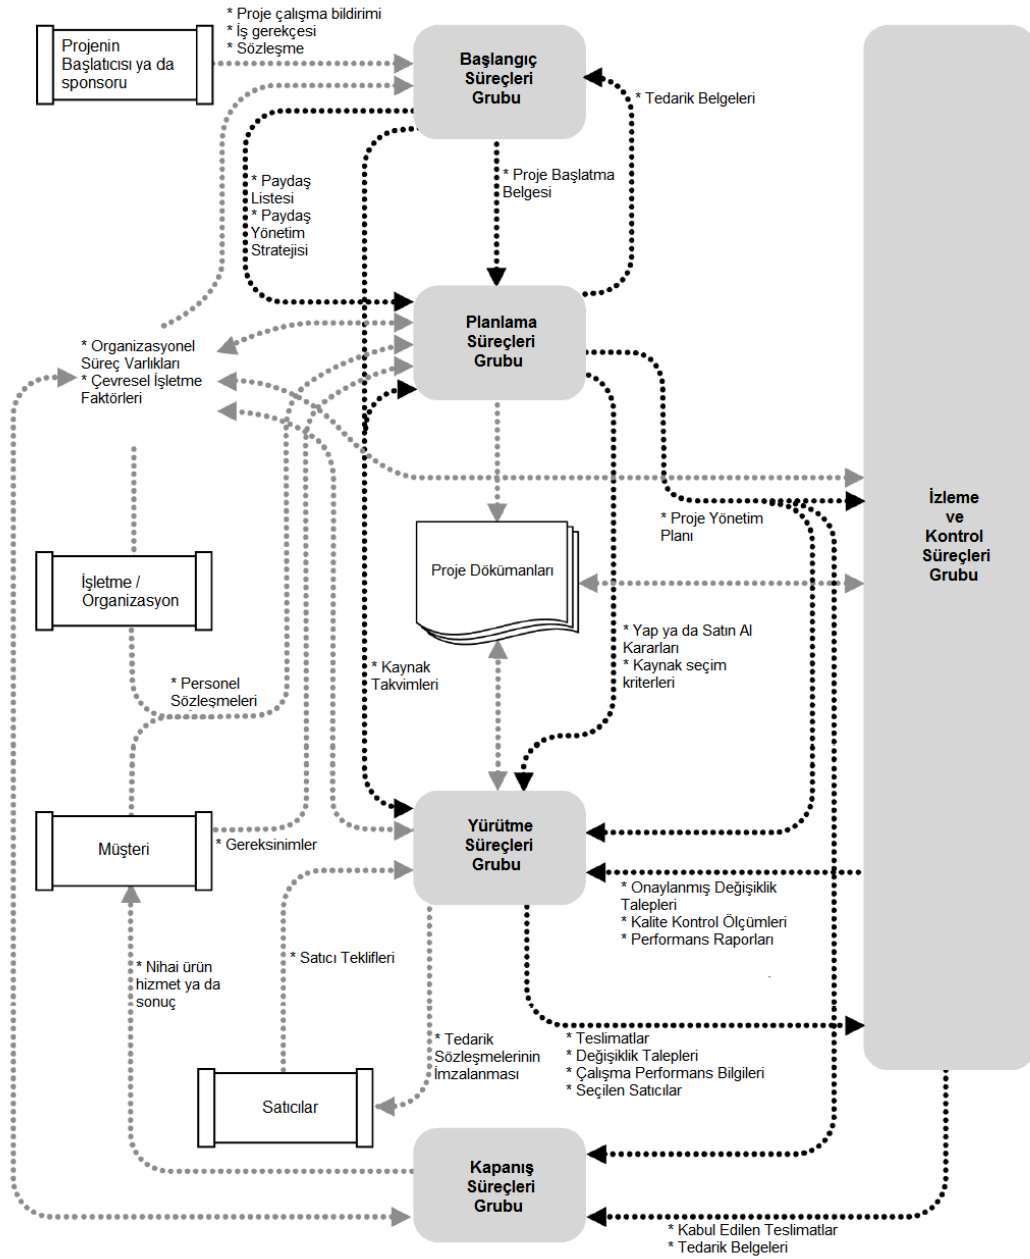 * Proje çalışma bildirimi
* İş gerekçesi
* Sözleşme
Projenin
Başlatıcısı ya da
sponsoru
Başlangıç
Süreçleri
Grubu
* Tedarik Belgeleri
* Paydaş
Listesi
* Paydaş
Yönetim
Stratejisi
* Proje Başlatma
Belgesi
Planlama
Süreçleri
Grubu
* Organizasyonel
Süreç Varlıkları
* Çevresel İşletme
Faktörleri
İzleme
ve
Kontrol
Süreçleri
Grubu
* Proje Yönetim
Planı
İşletme /
Organizasyon
Proje Dökümanları
* Yap ya da Satın Al
Kararları
* Kaynak seçim
kriterleri
* Kaynak
Takvimleri
* Personel
Sözleşmeleri
Müşteri
* Gereksinimler
Yürütme
Süreçleri
Grubu
* Onaylanmış Değişiklik
Talepleri
* Kalite Kontrol Ölçümleri
* Performans Raporları
* Nihai ürün
hizmet ya da
sonuç
* Satıcı Teklifleri
* Tedarik
Sözleşmelerinin
İmzalanması
* Teslimatlar
* Değişiklik Talepleri
* Çalışma Performans Bilgileri
* Seçilen Satıcılar
Satıcılar
Kapanış
Süreçleri
Grubu
* Kabul Edilen Teslimatlar
* Tedarik Belgeleri